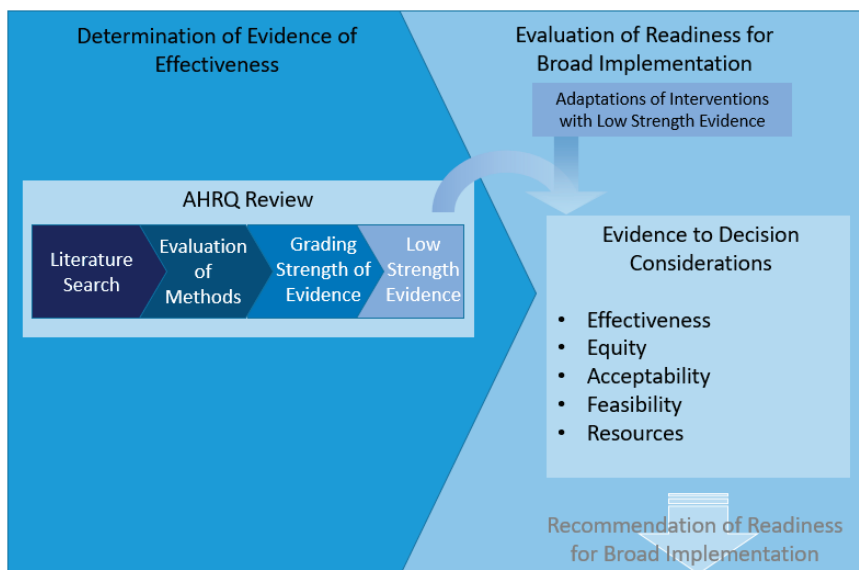 Determination of Evidence of
Effectiveness
AHRQ Review
Literature
Search
Evaluation
of
Methods
Grading
Strength of
Evidence
Low
Strength
Evidence
Evaluation of Readiness for
Broad Implementation
Adaptations of Interventions
with Low Strength Evidence
Evidence to Decision
Considerations
• Effectiveness
• Equity
• Acceptability
• Feasibility
• Resources
Recommendation of Readiness
for Broad Implementation